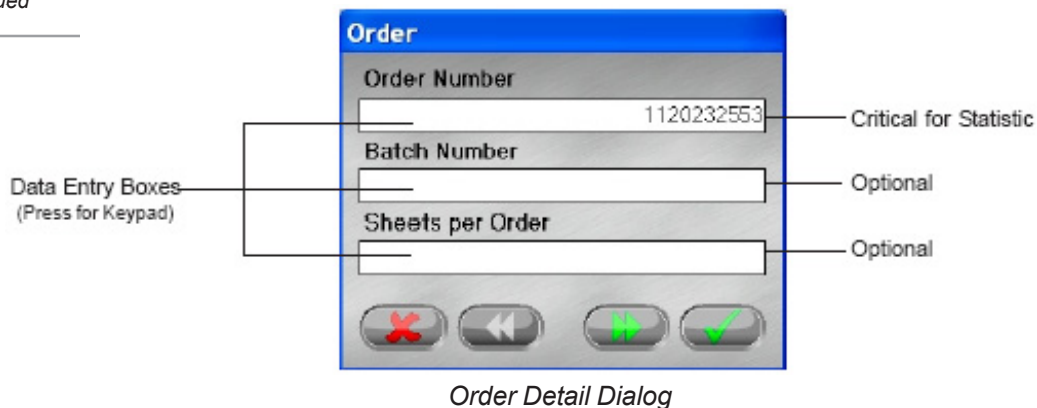 Order
Order Number
1120232553
Critical for Statistic
Batch Number
Data Entry Boxes
(Press for Keypad)
Optional
Sheets per Order
Optional
Order Detail Dialog